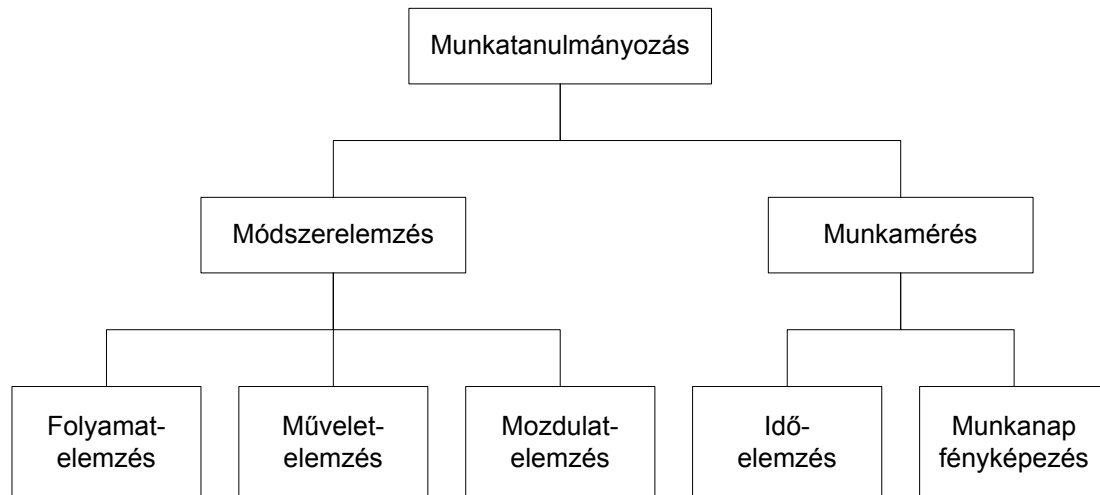 Munkatanulmányozás
Módszerelemzés
Munkamérés
Folyamat-
elemzés
Művelet-
elemzés
Mozdulat-
elemzés
Idő-
elemzés
Munkanap
fényképezés